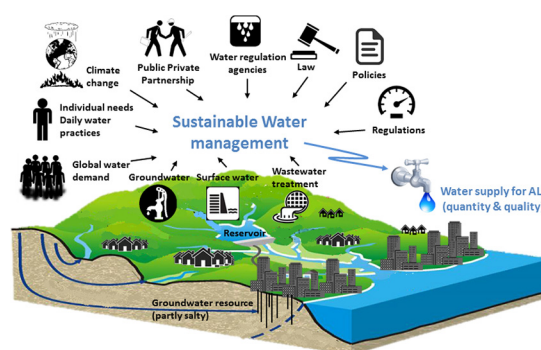 Public Private
Partnership
Water regulation
agencies
Law
Policies
Climate
change
Individual needs
Daily water
practices
Sustainable Water
management
Regulations
Global water
demand
Groundwater
Surface water
Wastewater
treatment
Water supply for AL
(quantity & quality
Reservoir
Groundwater resource
(partly salty)